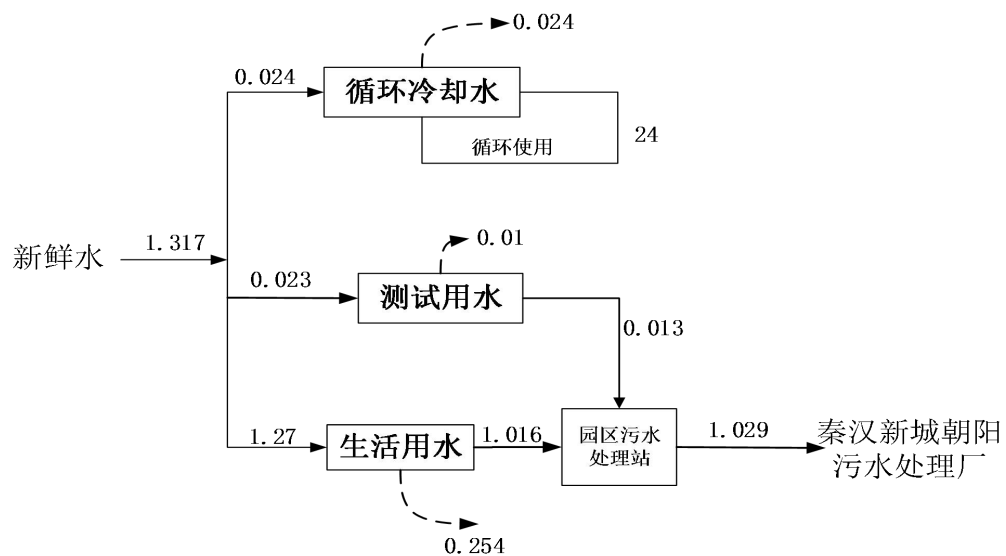 0.024
0.024
循环冷却水
循环使用
24
新鲜水
1.317
0.01
0.023
测试用水
0.013
1.27
生活用水
1.016
园区污水
处理站
1.029
秦汉新城朝阳
污水处理厂
0.254